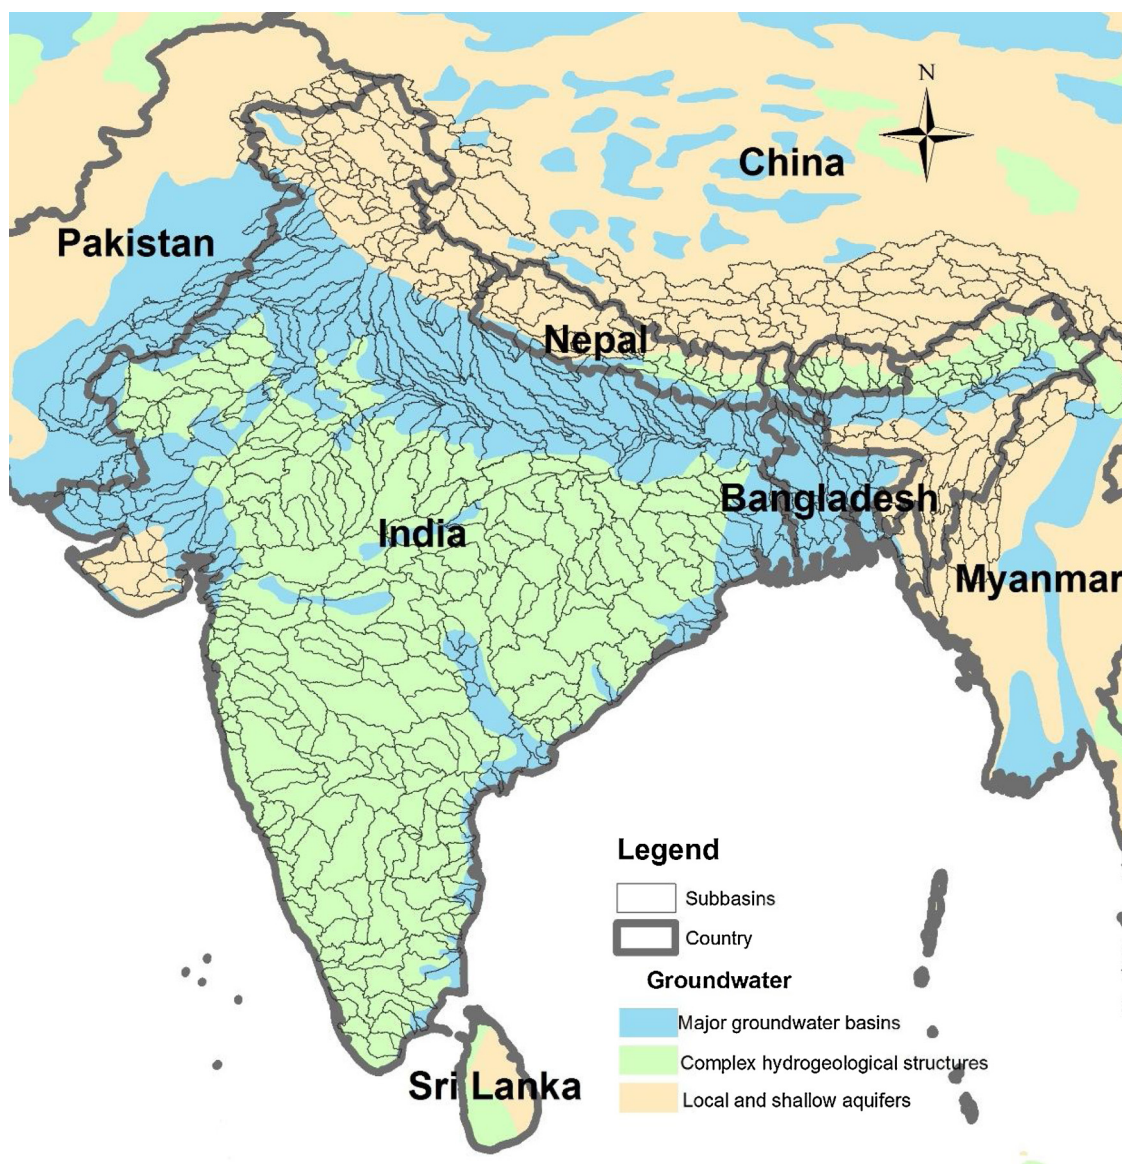 N
China
Pakistan
Nepal
Bangladesh
India
Myanmar
Legend
Subbasins
Country
Groundwater
Major groundwater basins
Complex hydrogeological structures
Local and shallow aquifers
Sri Lanka